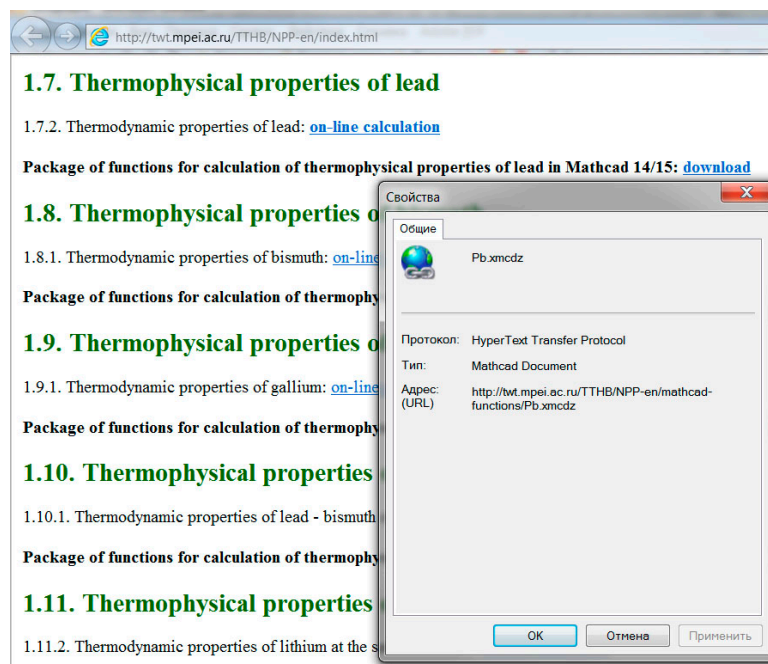 http://twt.mpei.ac.ru/TTHB/NPP-en/index.html
1.7. Thermophysical properties of lead
1.7.2. Thermodynamic properties of lead: on-line calculation
Package of functions for calculation of thermophysical properties of lead in Mathcad 14/15: download
1.8. Thermophysical properties o
1.8.1. Thermodynamic properties of bismuth: on-line
Package of functions for calculation of thermophy
1.9. Thermophysical properties o
1.9.1. Thermodynamic properties of gallium: on-line
Package of functions for calculation of thermophy
1.10. Thermophysical properties
1.10.1. Thermodynamic properties of lead - bismuth
Package of functions for calculation of thermophy
1.11. Thermophysical properties
1.11.2. Thermodynamic properties of lithium at the s
Свойства
Общие
Pb.xmcdz
Протокол: HyperText Transfer Protocol
Тип: Mathcad Document
Адрес: http://twt.mpei.ac.ru/TTHB/NPP-en/mathcad-
(URL) functions/Pb.xmcdz
OK Отмена Применить